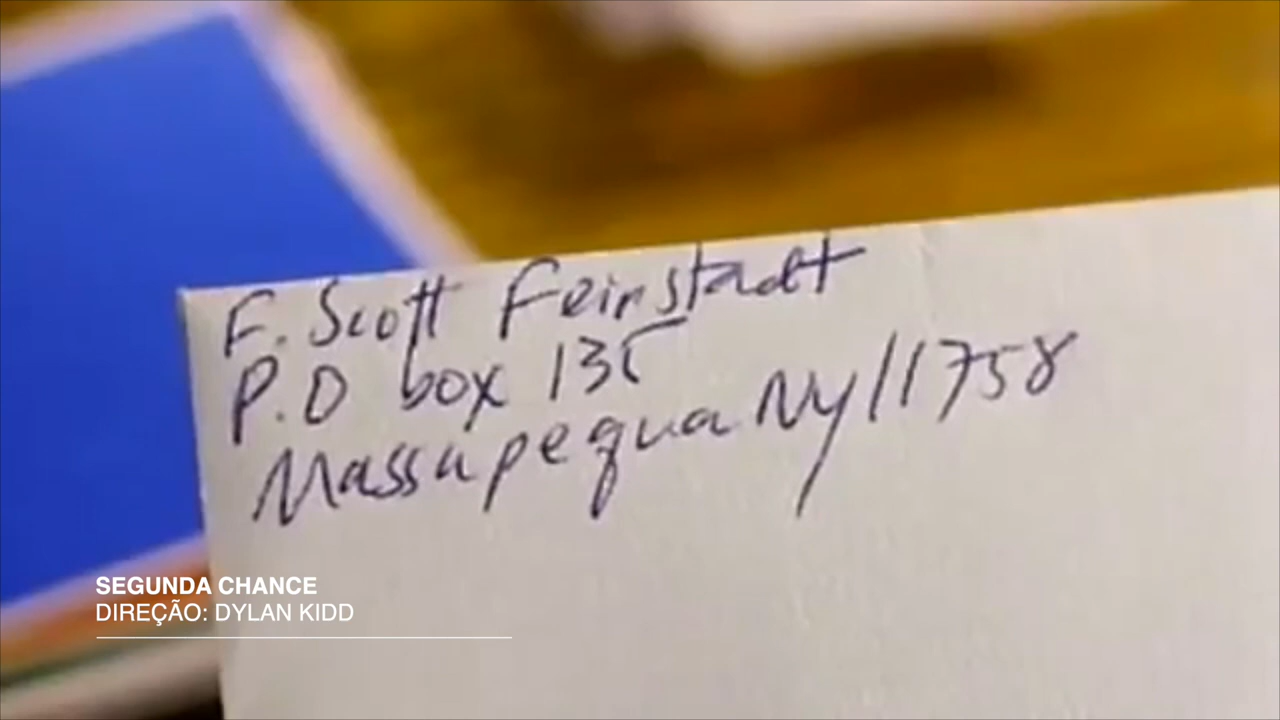 F. Scott Feinstadt
P.O box 135
Massapequa Ny 11758
SEGUNDA CHANCE
DIREÇÃO: DYLAN KIDD